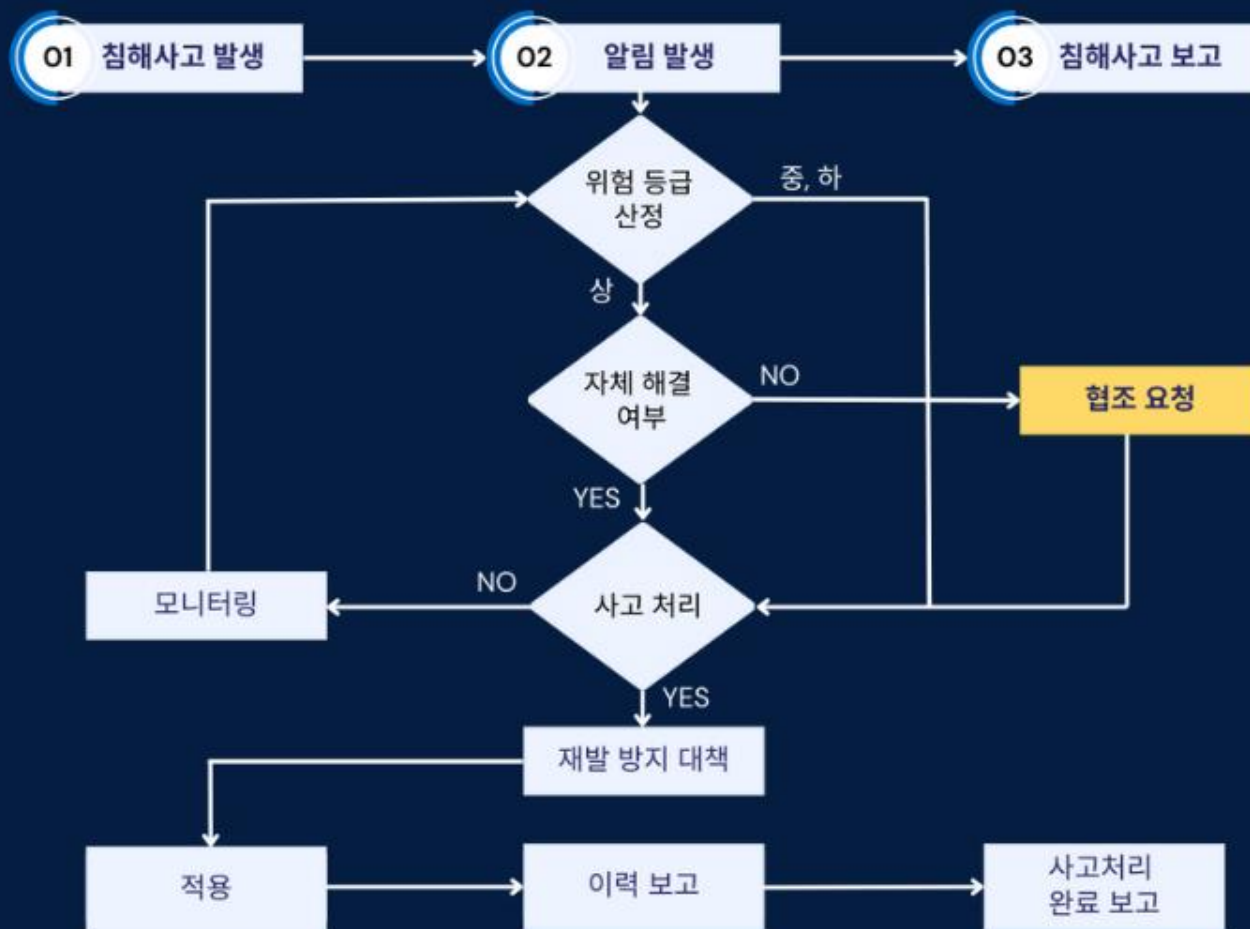 01 침해사고 발생
02 알림 발생
03 침해사고 보고
위험 등급
산정
중, 하
상
자체 해결
여부
NO
협조 요청
YES
모니터링
NO
사고 처리
YES
재발 방지 대책
적용
이력 보고
사고처리
완료 보고